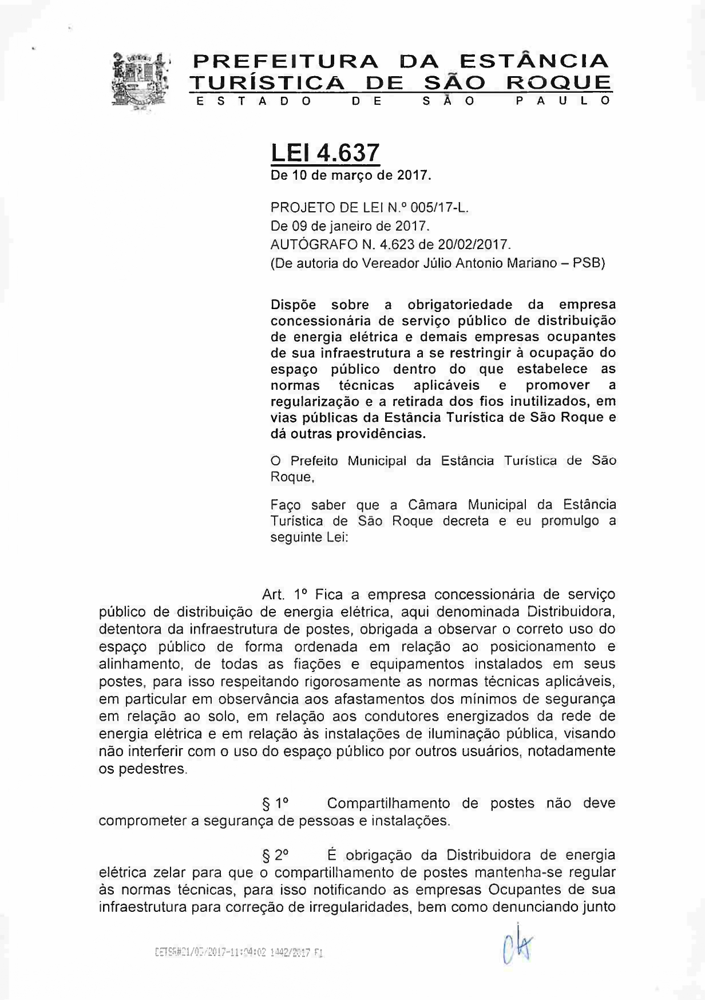 PREFEITURA DA ESTÂNCIA
TURÍSTICA DE SÃO ROQUE
ESTADO DE SÃO PAULO
LEI 4.637
De 10 de março de 2017.
PROJETO DE LEI N.º 005/17-L.
De 09 de janeiro de 2017.
AUTÓGRAFO N. 4.623 de 20/02/2017.
(De autoria do Vereador Júlio Antonio Mariano – PSB)
Dispõe sobre a obrigatoriedade da empresa
concessionária de serviço público de distribuição
de energia elétrica e demais empresas ocupantes
de sua infraestrutura a se restringir à ocupação do
espaço público dentro do que estabelece as
normas técnicas aplicáveis e promover a
regularização e a retirada dos fios inutilizados, em
vias públicas da Estância Turística de São Roque e
dá outras providências.
O Prefeito Municipal da Estância Turística de São
Roque,
Faço saber que a Câmara Municipal da Estância
Turística de São Roque decreta e eu promulgo a
seguinte Lei:
Art. 1º Fica a empresa concessionária de serviço
público de distribuição de energia elétrica, aqui denominada Distribuidora,
detentora da infraestrutura de postes, obrigada a observar o correto uso do
espaço público de forma ordenada em relação ao posicionamento e
alinhamento, de todas as fiações e equipamentos instalados em seus
postes, para isso respeitando rigorosamente as normas técnicas aplicáveis,
em particular em observância aos afastamentos dos mínimos de segurança
em relação ao solo, em relação aos condutores energizados da rede de
energia elétrica e em relação às instalações de iluminação pública, visando
não interferir com o uso do espaço público por outros usuários, notadamente
os pedestres.
§ 1º Compartilhamento de postes não deve
comprometer a segurança de pessoas e instalações.
§ 2º É obrigação da Distribuidora de energia
elétrica zelar para que o compartilhamento de postes mantenha-se regular
às normas técnicas, para isso notificando as empresas Ocupantes de sua
infraestrutura para correção de irregularidades, bem como denunciando junto